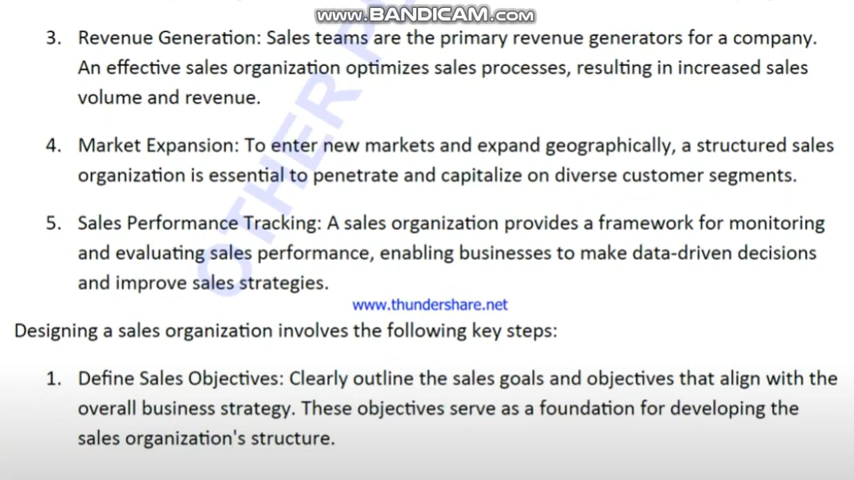 www.BANDICAM.com
3. Revenue Generation: Sales teams are the primary revenue generators for a company.
An effective sales organization optimizes sales processes, resulting in increased sales
volume and revenue.
4. Market Expansion: To enter new markets and expand geographically, a structured sales
organization is essential to penetrate and capitalize on diverse customer segments.
5. Sales Performance Tracking: A sales organization provides a framework for monitoring
and evaluating sales performance, enabling businesses to make data-driven decisions
and improve sales strategies.
www.thundershare.net
Designing a sales organization involves the following key steps:
1. Define Sales Objectives: Clearly outline the sales goals and objectives that align with the
overall business strategy. These objectives serve as a foundation for developing the
sales organization's structure.
OTHER